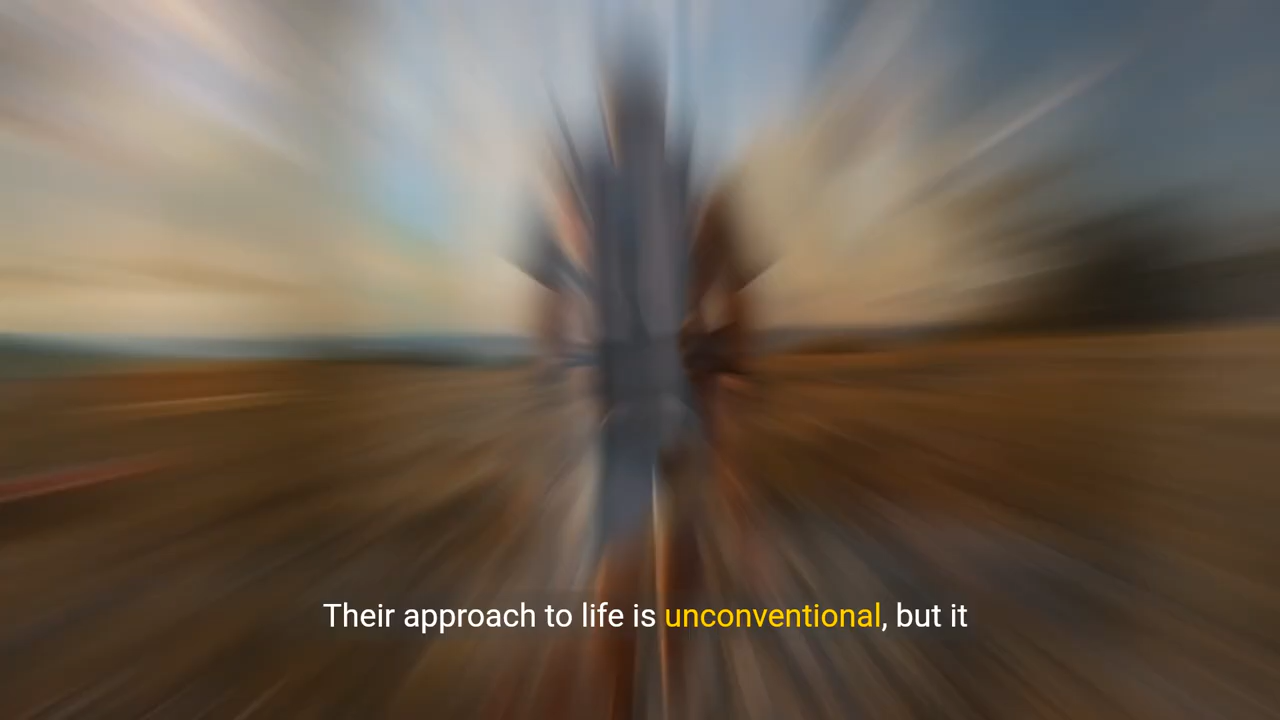 Their approach to life is unconventional, but it